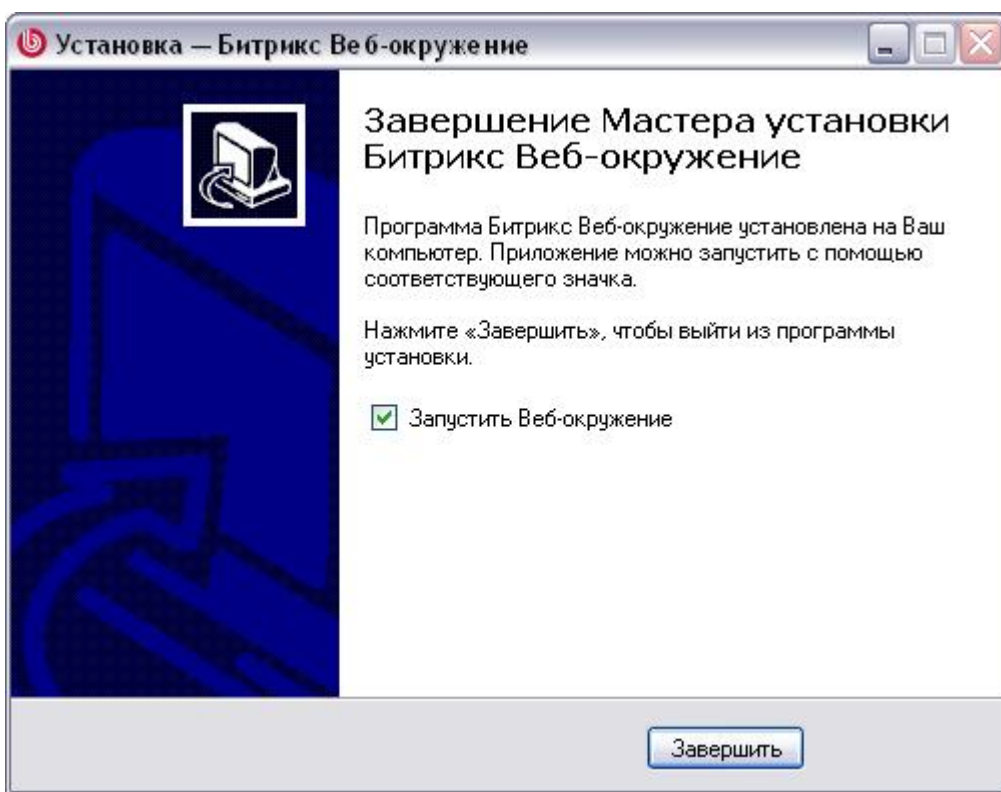 Установка — Битрикс Веб-окружение
Завершение Мастера установки
Битрикс Веб-окружение
Программа Битрикс Веб-окружение установлена на Ваш
компьютер. Приложение можно запустить с помощью
соответствующего значка.
Нажмите «Завершить», чтобы выйти из программы
установки.
Запустить Веб-окружение
Завершить